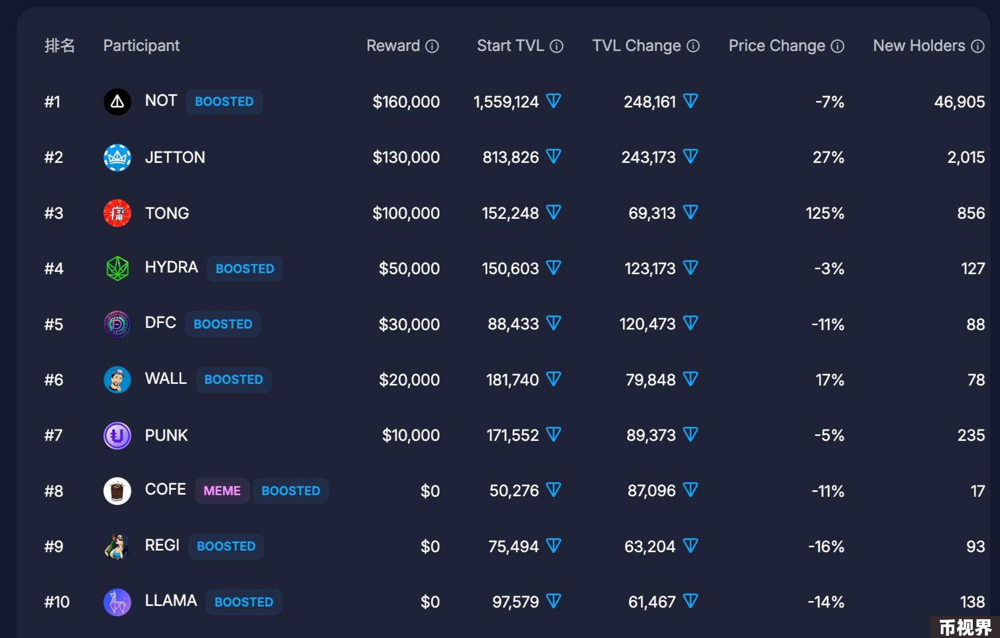 排名 Participant Reward Start TVL TVL Change Price Change New Holders
#1 NOT BOOSTED $160,000 1,559,124 248,161 -7% 46,905
#2 JETTON $130,000 813,826 243,173 27% 2,015
#3 痛 TONG $100,000 152,248 69,313 125% 856
#4 HYDRA BOOSTED $50,000 150,603 123,173 -3% 127
#5 D DFC BOOSTED $30,000 88,433 120,473 -11% 88
#6 WALL BOOSTED $20,000 181,740 79,848 17% 78
#7 PUNK $10,000 171,552 89,373 -5% 235
#8 COFE MEME BOOSTED $0 50,276 87,096 -11% 17
#9 REGI BOOSTED $0 75,494 63,204 -16% 93
#10 LLAMA BOOSTED $0 97,579 61,467 -14% 138
币视界